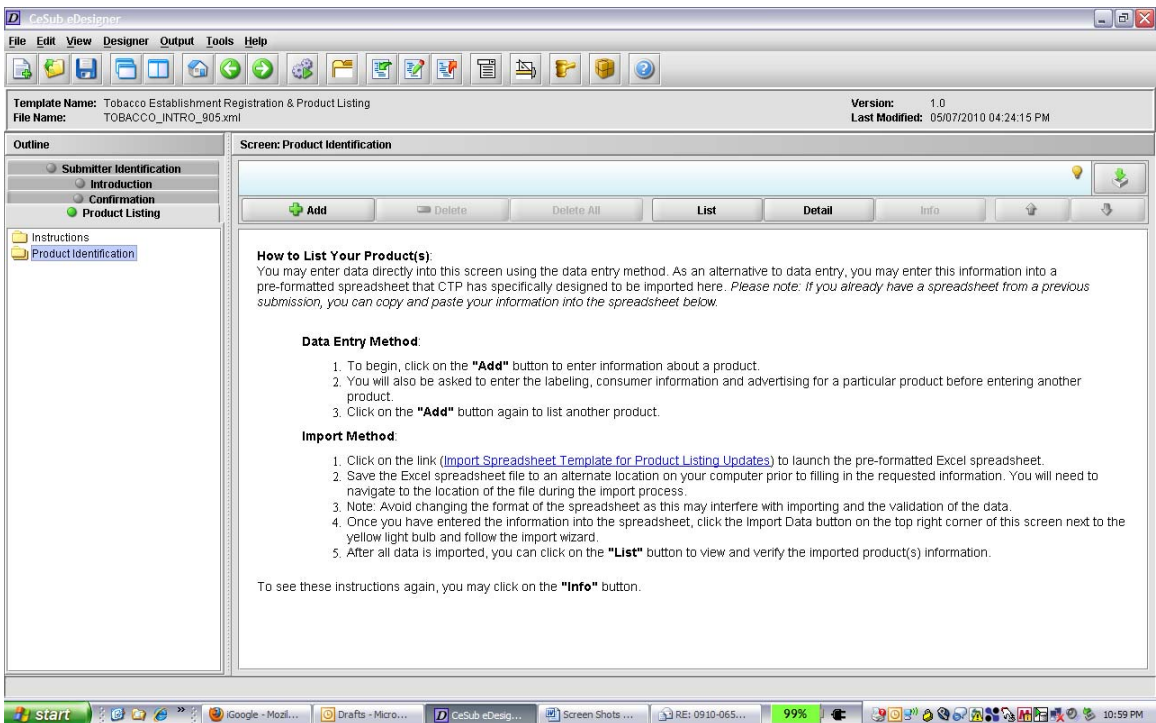 CeSub eDesigner
File Edit View Designer Output Tools Help
Template Name: Tobacco Establishment Registration & Product Listing
Version: 1.0
File Name: TOBACCO_INTRO_905.xml
Last Modified: 05/07/2010 04:24:15 PM
Outline
Screen: Product Identification
Submitter Identification
Introduction
Confirmation
Product Listing
Add Delete Delete All List Detail Info
Instructions
Product Identification
How to List Your Product(s):
You may enter data directly into this screen using the data entry method. As an alternative to data entry, you may enter this information into a
pre-formatted spreadsheet that CTP has specifically designed to be imported here. Please note: If you already have a spreadsheet from a previous
submission, you can copy and paste your information into the spreadsheet below.
Data Entry Method:
1. To begin, click on the "Add" button to enter information about a product.
2. You will also be asked to enter the labeling, consumer information and advertising for a particular product before entering another
product.
3. Click on the "Add" button again to list another product.
Import Method:
1. Click on the link (Import Spreadsheet Template for Product Listing Updates) to launch the pre-formatted Excel spreadsheet.
2. Save the Excel spreadsheet file to an alternate location on your computer prior to filling in the requested information. You will need to
navigate to the location of the file during the import process.
3. Note: Avoid changing the format of the spreadsheet as this may interfere with importing and the validation of the data.
4. Once you have entered the information into the spreadsheet, click the Import Data button on the top right corner of this screen next to the
yellow light bulb and follow the import wizard.
5. After all data is imported, you can click on the "List" button to view and verify the imported product(s) information.
To see these instructions again, you may click on the "Info" button.
start
iGoogle - Mozil...
Drafts - Micro...
CeSub eDesig...
Screen Shots ...
RE: 0910-065...
99%
10:59 PM